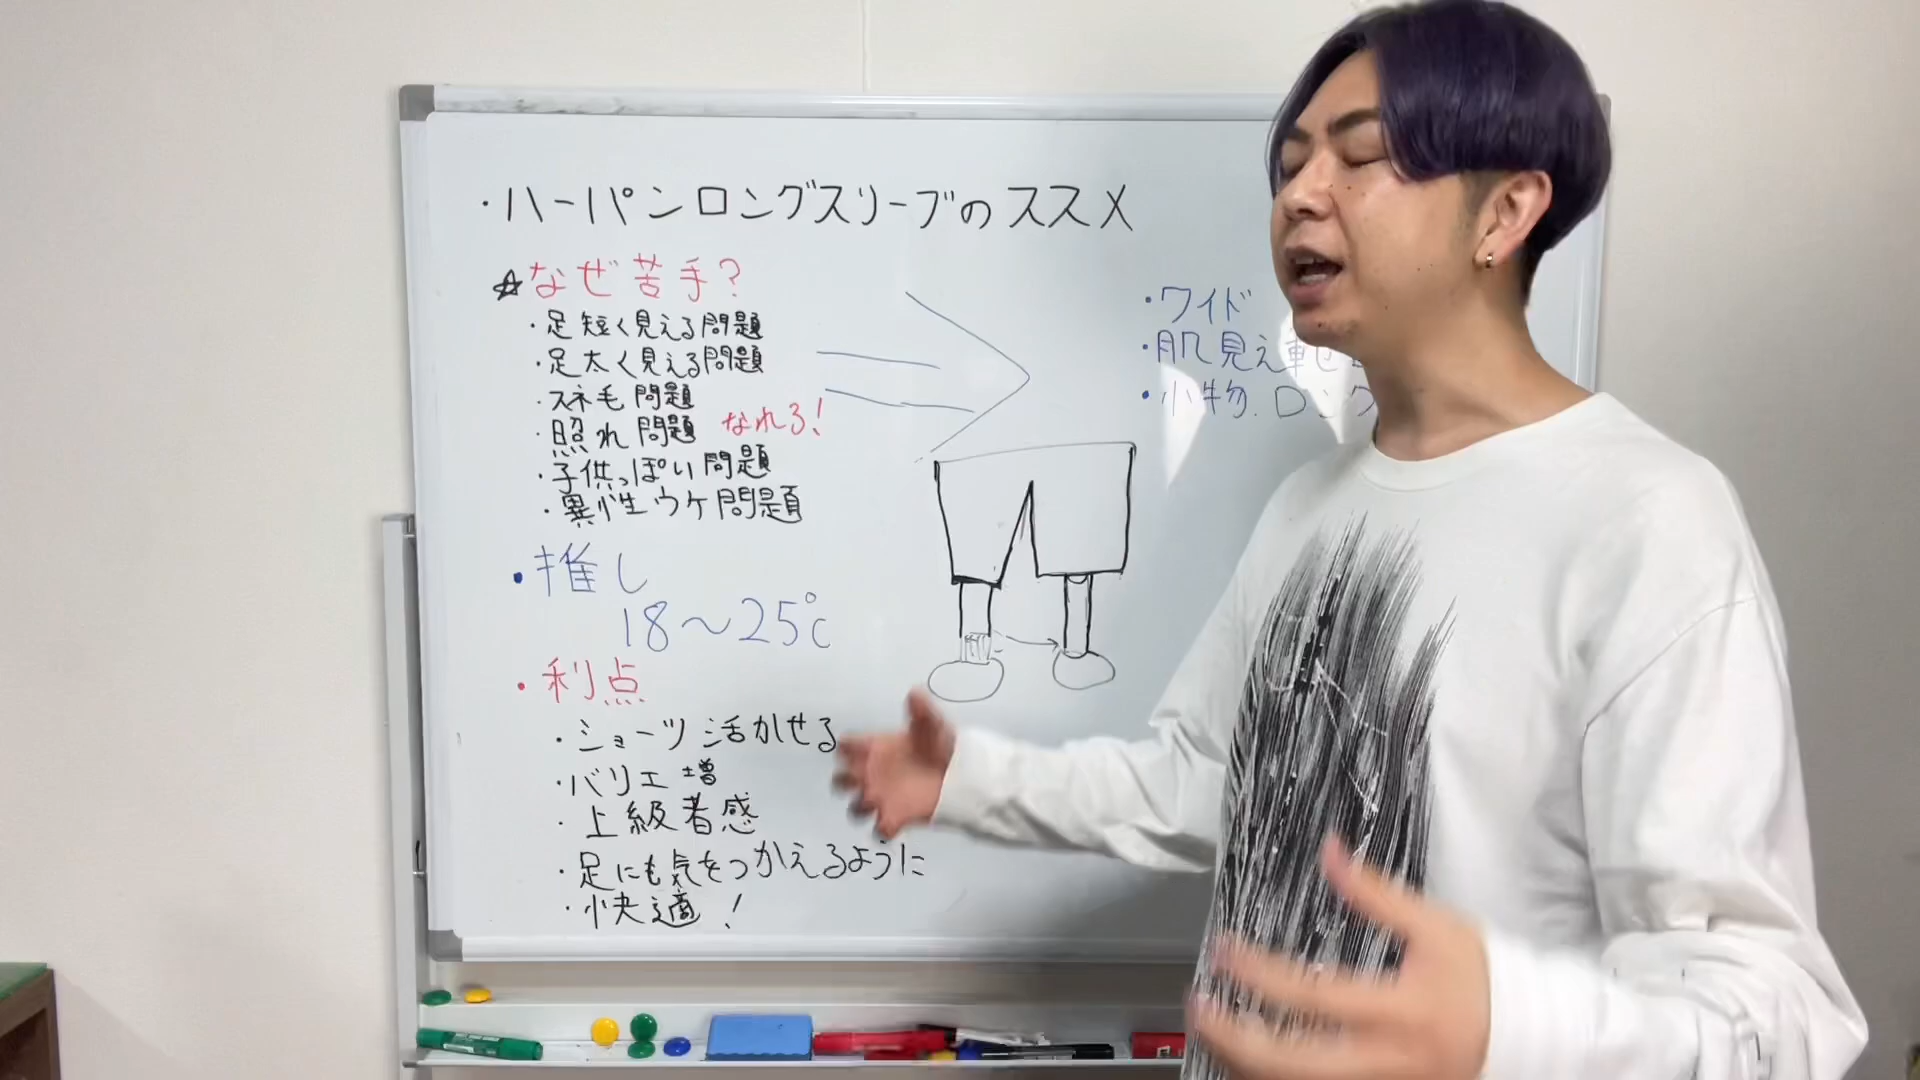 ・ハーパンロングスリーブのススメ
☆なぜ苦手?
・足短く見える問題
・足太く見える問題
・スネ毛問題
・照れ問題 なれろ!
・子供っぽい問題
・異性ウケ問題
・推し
18〜25℃
・利点
・ショーツ活かせる
・バリエ増
・上級者感
・足にも気をつかえるように
・快適!
・ワイド
・肌見え軽
・小物.ロング